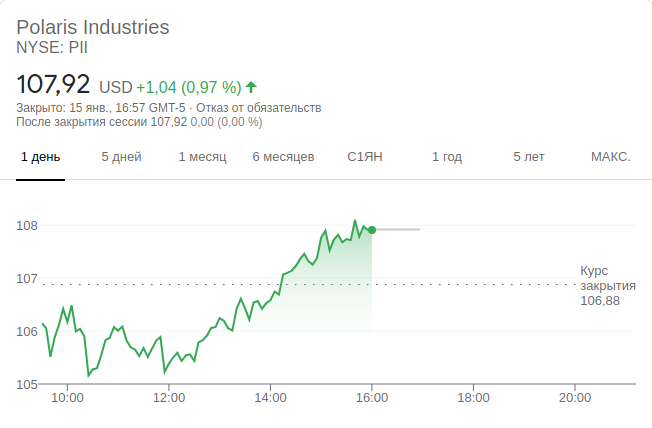 Polaris Industries
NYSE: PII
107,92 USD +1,04 (0,97 %)
Закрыто: 15 янв., 16:57 GMT-5 · Отказ от обязательств
После закрытия сессии 107,92 0,00 (0,00 %)
1 день 5 дней 1 месяц 6 месяцев С1ЯН 1 год 5 лет МАКС.
108
107
106
105
Курс
закрытия
106,88
10:00 12:00 14:00 16:00 18:00 20:00